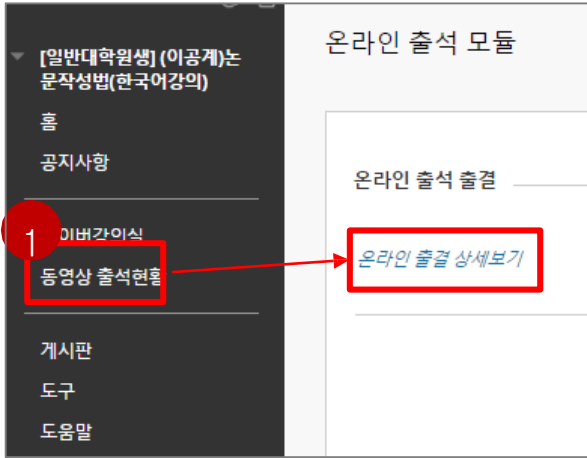 [일반대학원생] (이공계)논
문작성법(한국어강의)
홈
공지사항
1
동영상 출석현황
게시판
도구
도움말
온라인 출석 모듈
온라인 출석 출결
온라인 출결 상세보기